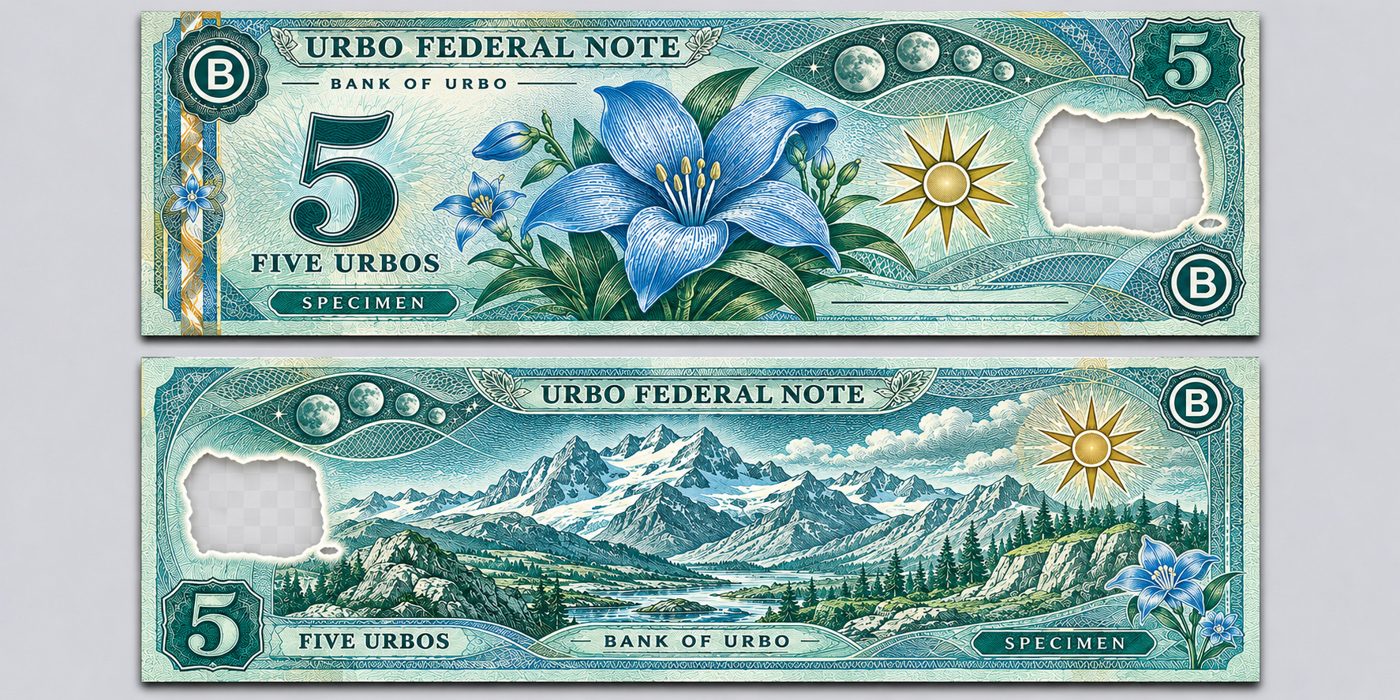 B
URBO FEDERAL NOTE
BANK OF URBO
5
5
FIVE URBOS
SPECIMEN
B
URBO FEDERAL NOTE
B
5
FIVE URBOS
BANK OF URBO
SPECIMEN